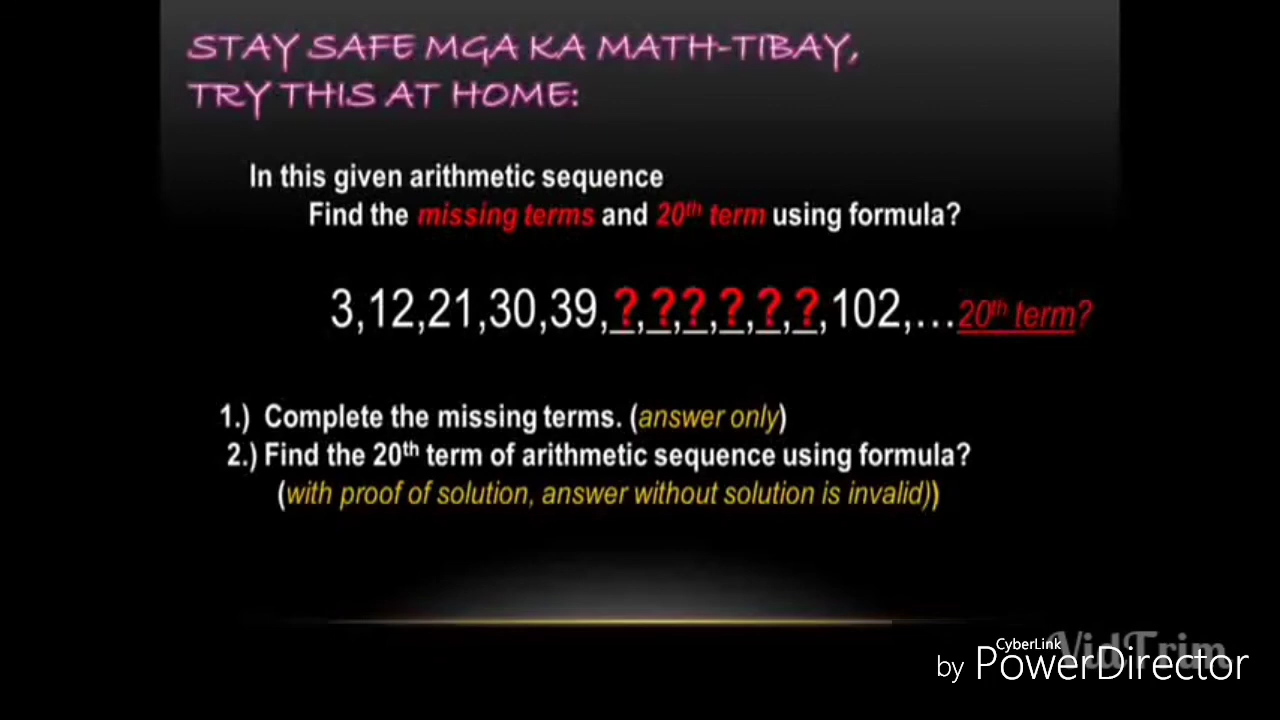 STAY SAFE MGA KA MATH-TIBAY,
TRY THIS AT HOME:
In this given arithmetic sequence
Find the missing terms and 20th term using formula?
3,12,21,30,39,?,?,?,?,?,?,102,...20th term?
1.) Complete the missing terms. (answer only)
2.) Find the 20th term of arithmetic sequence using formula?
(with proof of solution, answer without solution is invalid))
VidTrim
CyberLink
by PowerDirector